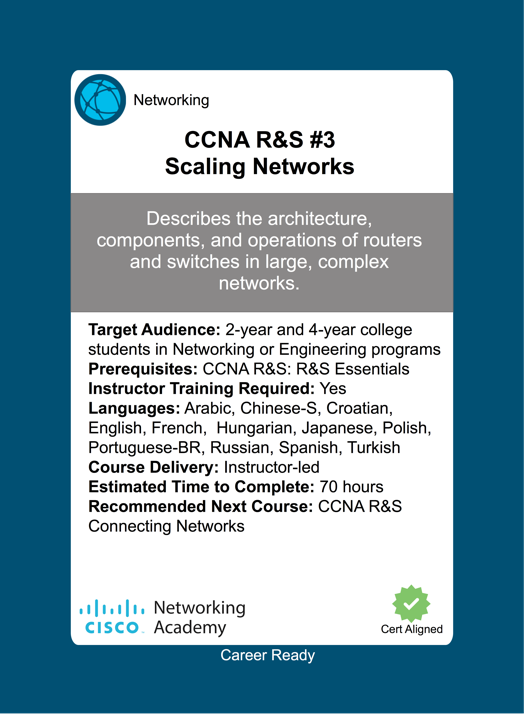 Networking
CCNA R&S #3
Scaling Networks
Describes the architecture,
components, and operations of routers
and switches in large, complex
networks.
Target Audience: 2-year and 4-year college
students in Networking or Engineering programs
Prerequisites: CCNA R&S: R&S Essentials
Instructor Training Required: Yes
Languages: Arabic, Chinese-S, Croatian,
English, French,  Hungarian, Japanese, Polish,
Portuguese-BR, Russian, Spanish, Turkish
Course Delivery: Instructor-led
Estimated Time to Complete: 70 hours
Recommended Next Course: CCNA R&S
Connecting Networks
CISCO Networking
Academy
Cert Aligned
Career Ready